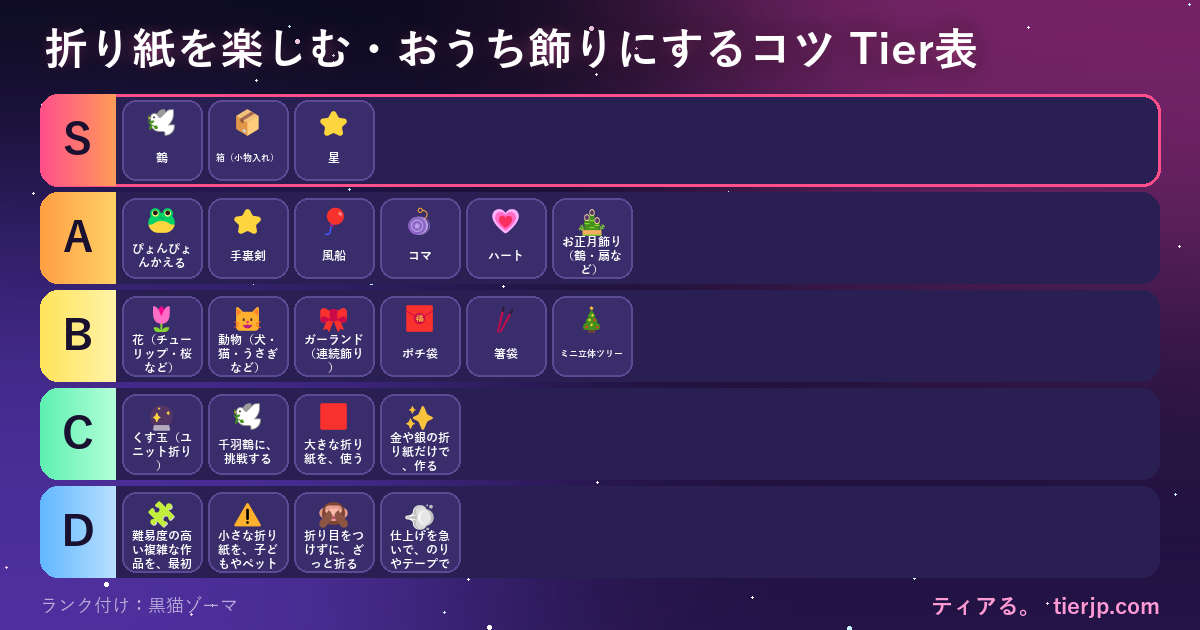 折り紙を楽しむ・おうち飾りにするコツ Tier表
S
鶴
箱（小物入れ）
星
A
ぴょんぴょ
んかえる
手裏剣
風船
コマ
ハート
お正月飾り
（鶴・扇な
ど）
B
花（チュー
リップ・桜
など）
動物（犬・
猫・うさぎ
など）
ガーランド
（連続飾り
）
ポチ袋
箸袋
ミニ立体ツリー
C
くす玉（ユ
ニット折り
）
千羽鶴に、
挑戦する
大きな折り
紙を、使う
金や銀の折
り紙だけで
、作る
D
難易度の高
い複雑な作
品を、最初
小さな折り
紙を、子ど
もやペット
折り目をつ
けずに、ざ
っと折る
仕上げを急
いで、のり
やテープで
ランク付け：黒猫ゾーマ
ティアる。 tierjp.com